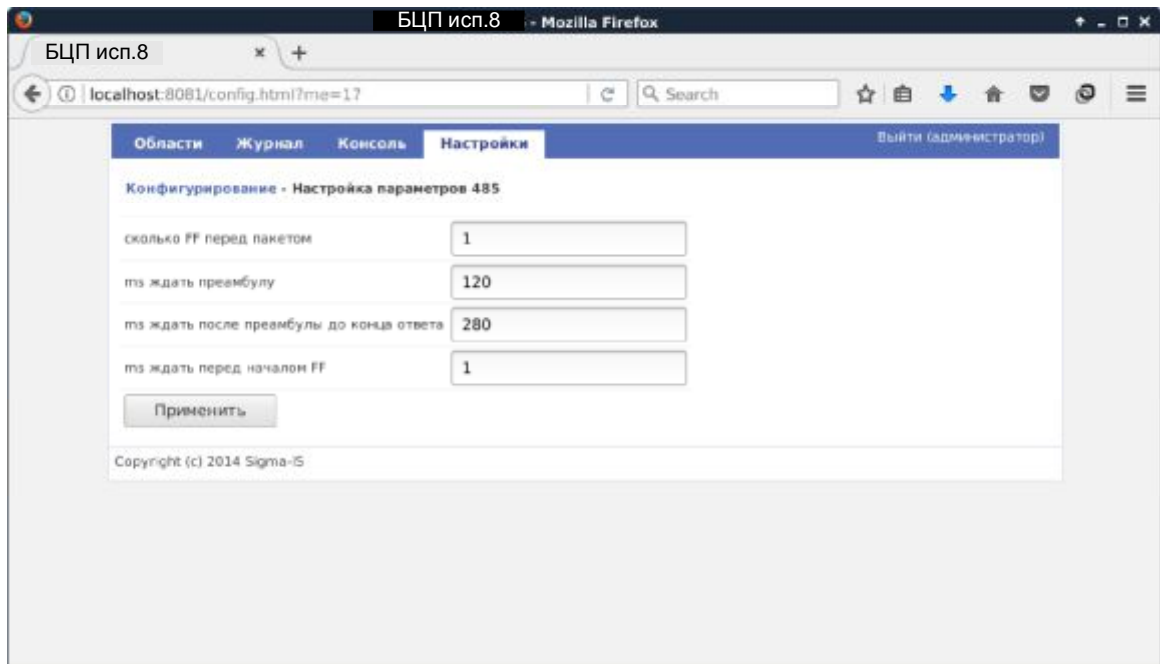 БЦП исп.8 - Mozilla Firefox
БЦП исп.8
localhost:8081/config.html?me=17
Search
Области Журнал Консоль Настройки Выйти (администратор)
Конфигурирование - Настройка параметров 485
сколько FF перед пакетом 1
ms ждать преамбулу 120
ms ждать после преамбулы до конца ответа 280
ms ждать перед началом FF 1
Применить
Copyright (c) 2014 Sigma-IS